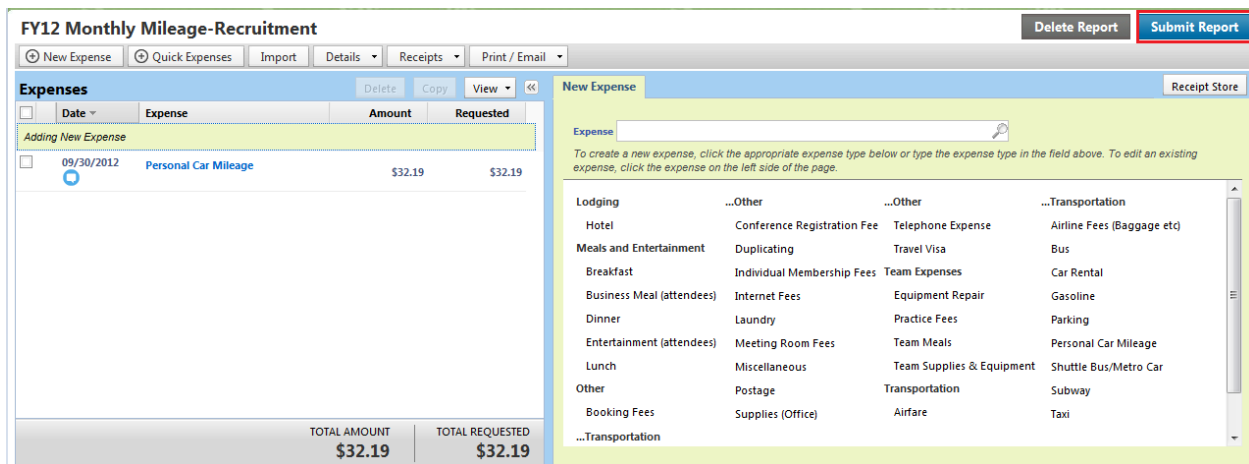 FY12 Monthly Mileage-Recruitment
Delete Report
Submit Report
New Expense
Quick Expenses
Import
Details
Receipts
Print / Email
Expenses
Delete
Copy
View
Date
Expense
Amount
Requested
Adding New Expense
09/30/2012
Personal Car Mileage
$32.19
$32.19
TOTAL AMOUNT
$32.19
TOTAL REQUESTED
$32.19
New Expense
Receipt Store
Expense
To create a new expense, click the appropriate expense type below or type the expense type in the field above. To edit an existing
expense, click the expense on the left side of the page.
Lodging
Hotel
Meals and Entertainment
Breakfast
Business Meal (attendees)
Dinner
Entertainment (attendees)
Lunch
Other
Booking Fees
...Transportation
...Other
Conference Registration Fee
Duplicating
Individual Membership Fees
Internet Fees
Laundry
Meeting Room Fees
Miscellaneous
Postage
Supplies (Office)
...Other
Telephone Expense
Travel Visa
Team Expenses
Equipment Repair
Practice Fees
Team Meals
Team Supplies & Equipment
Transportation
Airfare
...Transportation
Airline Fees (Baggage etc)
Bus
Car Rental
Gasoline
Parking
Personal Car Mileage
Shuttle Bus/Metro Car
Subway
Taxi